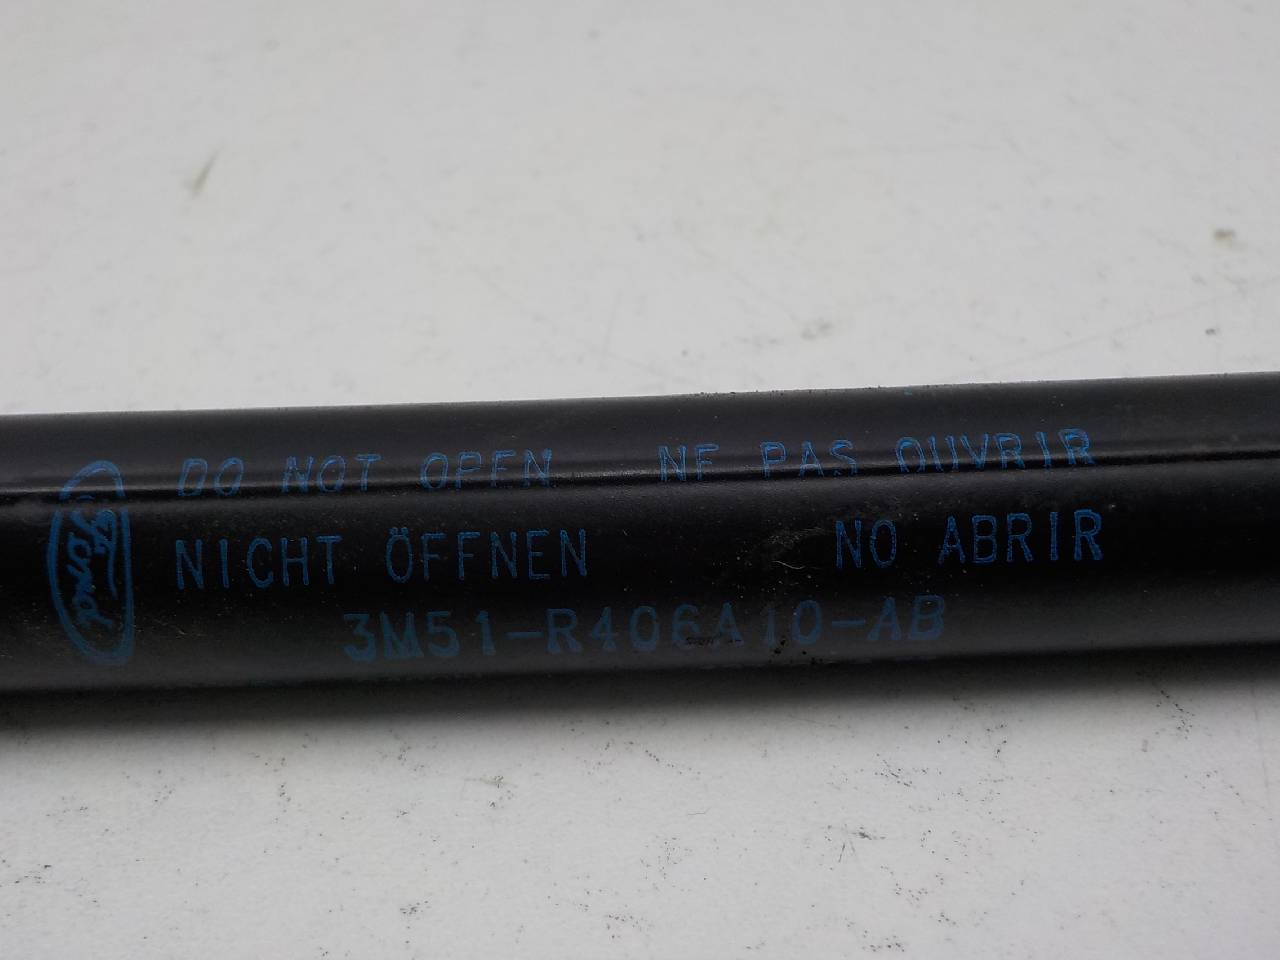 Ford
DO NOT OPEN NE PAS OUVRIR
NICHT ÖFFNEN NO ABRIR
3M51-R406A10-AB